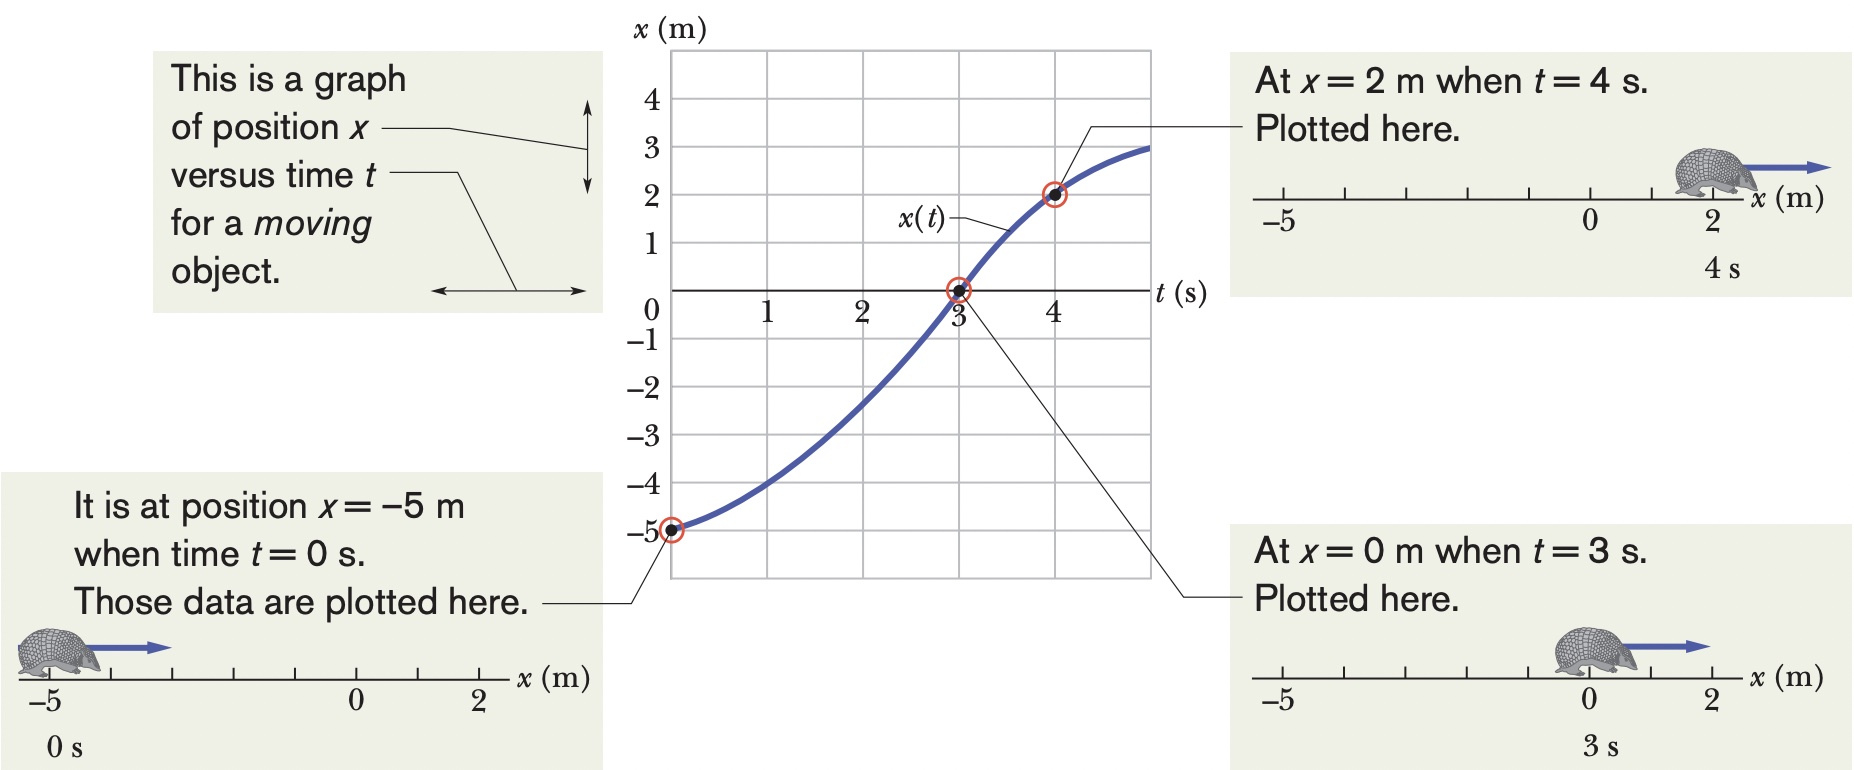 This is a graph
of position x
versus time t
for a moving
object.
x (m)
4
3
2
1
0
–1
–2
–3
–4
–5
1
2
3
4
t (s)
x(t)
At x = 2 m when t = 4 s.
Plotted here.
–5
0
2
x (m)
4 s
It is at position x = –5 m
when time t = 0 s.
Those data are plotted here.
–5
0
2
x (m)
0 s
At x = 0 m when t = 3 s.
Plotted here.
–5
0
2
x (m)
3 s